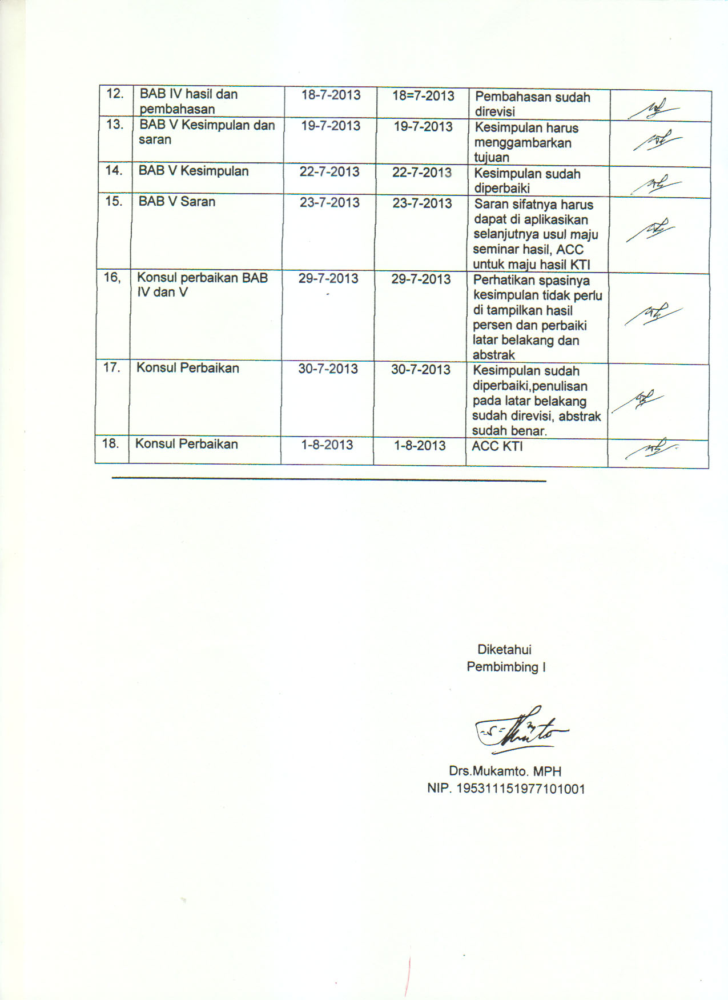 12. BAB IV hasil dan 18-7-2013 18=7-2013 Pembahasan sudah
pembahasan direvisi
13. BAB V Kesimpulan dan 19-7-2013 19-7-2013 Kesimpulan harus
saran menggambarkan
tujuan
14. BAB V Kesimpulan 22-7-2013 22-7-2013 Kesimpulan sudah
diperbaiki
15. BAB V Saran 23-7-2013 23-7-2013 Saran sifatnya harus
dapat di aplikasikan
selanjutnya usul maju
seminar hasil, ACC
untuk maju hasil KTI
16, Konsul perbaikan BAB 29-7-2013 29-7-2013 Perhatikan spasinya
IV dan V kesimpulan tidak perlu
di tampilkan hasil
persen dan perbaiki
latar belakang dan
abstrak
17. Konsul Perbaikan 30-7-2013 30-7-2013 Kesimpulan sudah
diperbaiki,penulisan
pada latar belakang
sudah direvisi, abstrak
sudah benar.
18. Konsul Perbaikan 1-8-2013 1-8-2013 ACC KTI
Diketahui
Pembimbing I
Drs.Mukamto. MPH
NIP. 195311151977101001